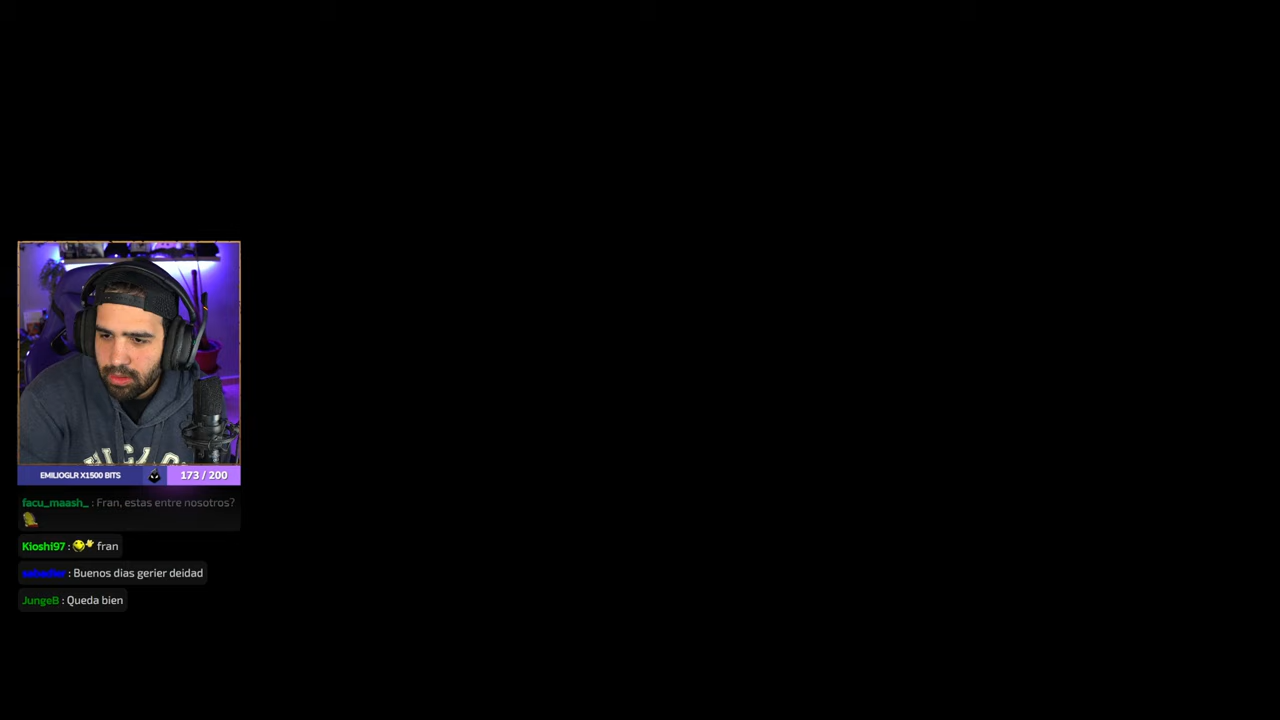 EMILIOGLR X1500 BITS
173 / 200
facu_maash_ : Fran, estas entre nosotros?
Kioshi97 : fran
: Buenos dias gerier deidad
JungeB : Queda bien